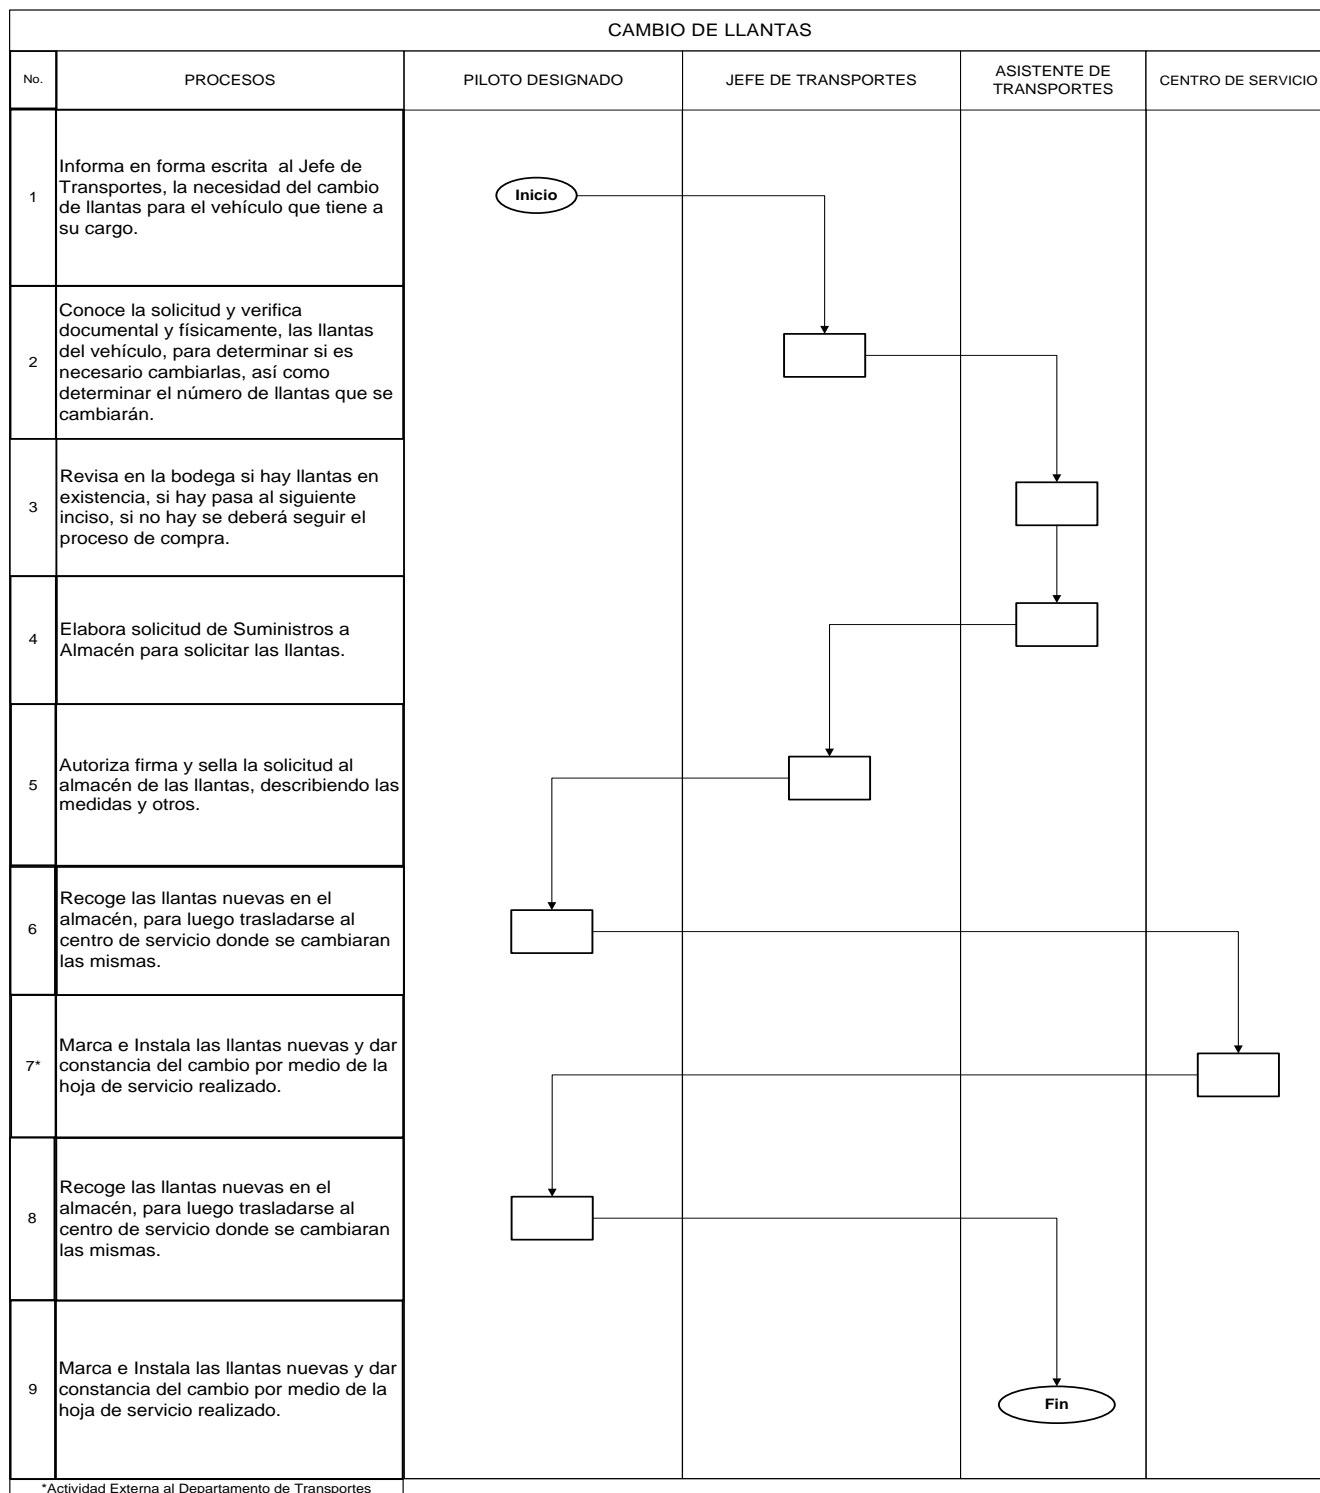 CAMBIO DE LLANTAS
No.
PROCESOS
PILOTO DESIGNADO
JEFE DE TRANSPORTES
ASISTENTE DE
TRANSPORTES
CENTRO DE SERVICIO
1
Informa en forma escrita al Jefe de
Transportes, la necesidad del cambio
de llantas para el vehículo que tiene a
su cargo.
Inicio
2
Conoce la solicitud y verifica
documental y físicamente, las llantas
del vehículo, para determinar si es
necesario cambiarlas, así como
determinar el número de llantas que se
cambiarán.
3
Revisa en la bodega si hay llantas en
existencia, si hay pasa al siguiente
inciso, si no hay se deberá seguir el
proceso de compra.
4
Elabora solicitud de Suministros a
Almacén para solicitar las llantas.
5
Autoriza firma y sella la solicitud al
almacén de las llantas, describiendo las
medidas y otros.
6
Recoge las llantas nuevas en el
almacén, para luego trasladarse al
centro de servicio donde se cambiaran
las mismas.
7*
Marca e Instala las llantas nuevas y dar
constancia del cambio por medio de la
hoja de servicio realizado.
8
Recoge las llantas nuevas en el
almacén, para luego trasladarse al
centro de servicio donde se cambiaran
las mismas.
9
Marca e Instala las llantas nuevas y dar
constancia del cambio por medio de la
hoja de servicio realizado.
Fin
*Actividad Externa al Departamento de Transportes